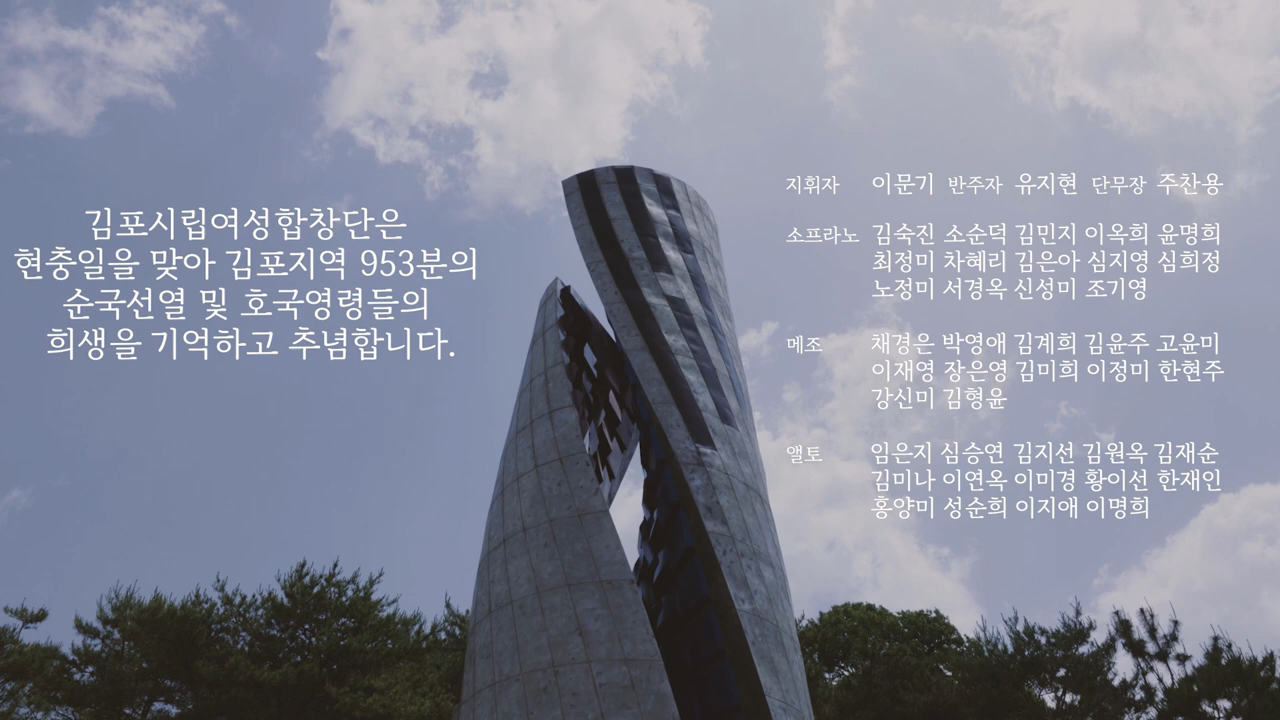 김포시립여성합창단은
현충일을 맞아 김포지역 953분의
순국선열 및 호국영령들의
희생을 기억하고 추념합니다.
지휘자 이문기 반주자 유지현 단무장 주찬용
소프라노 김숙진 소순덕 김민지 이옥희 윤명희
최정미 차혜리 김은아 심지영 심희정
노정미 서경옥 신성미 조기영
메조 채경은 박영애 김계희 김윤주 고윤미
이재영 장은영 김미희 이정미 한현주
강신미 김형윤
앨토 임은지 심승연 김지선 김원옥 김재순
김미나 이연옥 이미경 황이선 한재인
홍양미 성순희 이지애 이명희